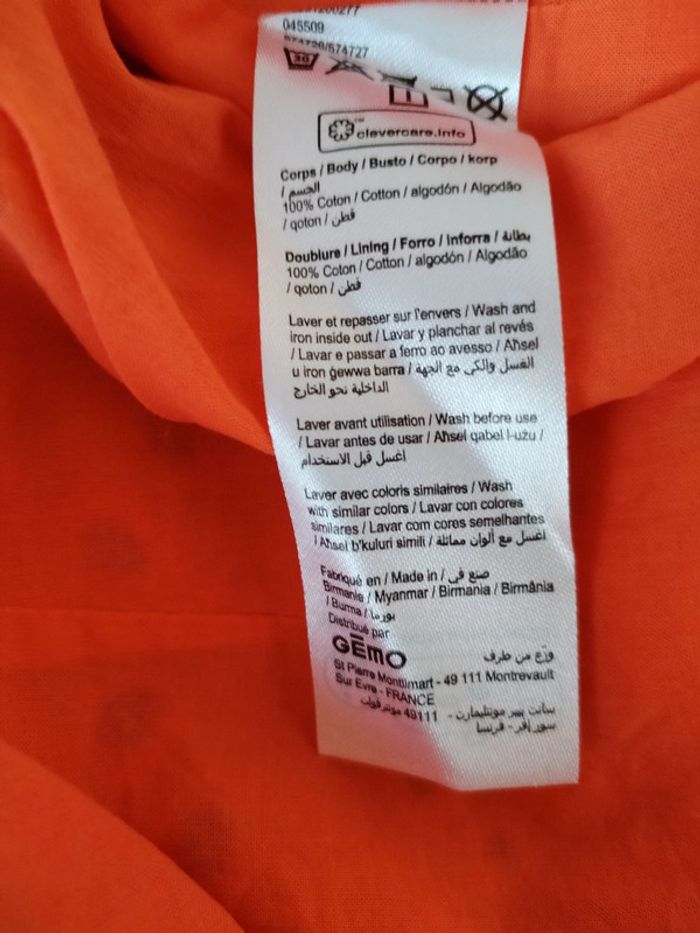 045509
/674727
30
clevercare.info
Corps / Body / Busto / Corpo / korp
/ الجسم
100% Coton / Cotton / algodón / Algodão
/ qoton / قطن
Doublure / Lining / Forro / Inforra / بطانة
100% Coton / Cotton / algodón / Algodão
/ qoton / قطن
Laver et repasser sur l'envers / Wash and
iron inside out / Lavar y planchar al revés
/ Lavar e passar a ferro ao avesso / Aħsel
u iron ġewwa barra / الغسل والكي مع الجهة
الداخلية نحو الخارج
Laver avant utilisation / Wash before use
/ Lavar antes de usar / Aħsel qabel l-użu /
اغسل قبل الاستخدام
Laver avec coloris similaires / Wash
with similar colors / Lavar con colores
similares / Lavar com cores semelhantes
/ Aħsel b'kuluri simili / اغسل مع ألوان مماثلة
Fabriqué en / Made in / صنع في
Birmanie / Myanmar / Birmania / Birmânia
/ Burma / بورما
Distribué par
GĒMO وزع من طرف
St Pierre Montlimart - 49 111 Montrevault
Sur Evre - FRANCE
سانت بيير مونتليمارت - 49111 مونترفولت
سور إفر - فرنسا